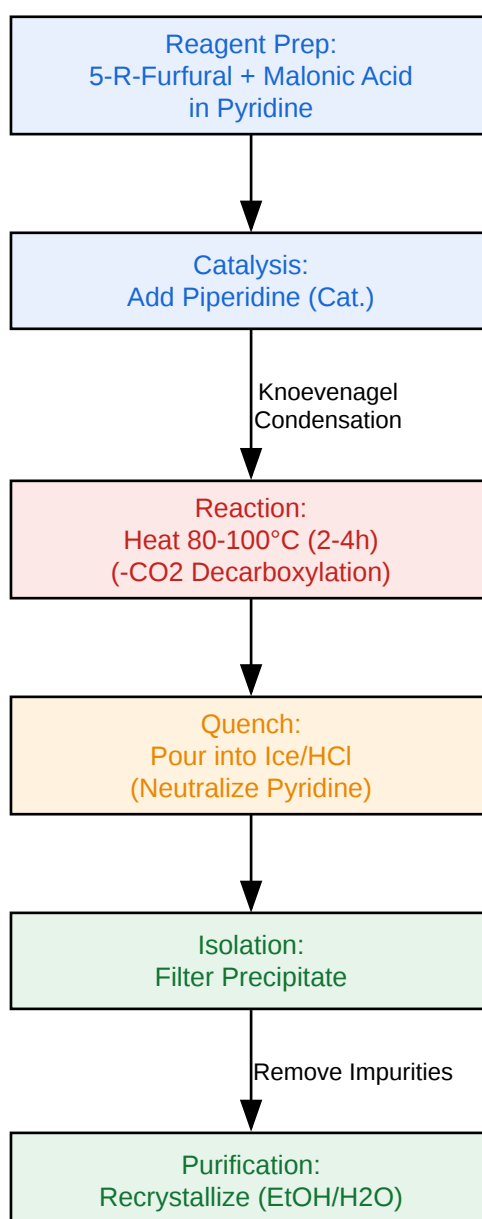 Reagent Prep:
5-R-Furfural + Malonic Acid
in Pyridine
Catalysis:
Add Piperidine (Cat.)
Knoevenagel
Condensation
Reaction:
Heat 80-100°C (2-4h)
(-CO2 Decarboxylation)
Quench:
Pour into Ice/HCl
(Neutralize Pyridine)
Isolation:
Filter Precipitate
Remove Impurities
Purification:
Recrystallize (EtOH/H2O)